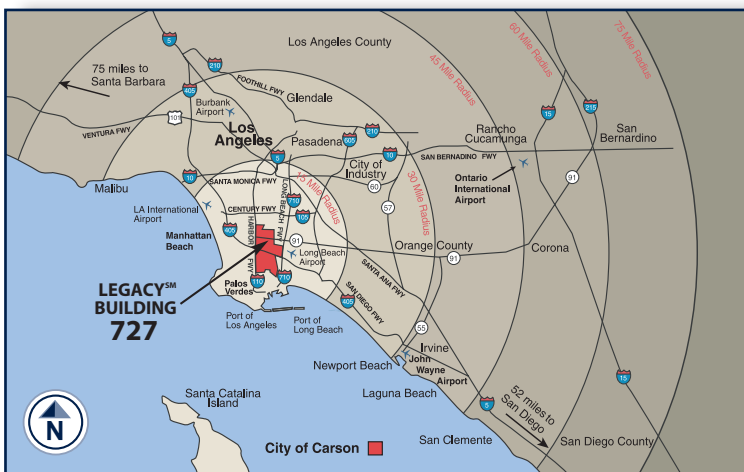 5
Los Angeles County
75 miles to
Santa Barbara
210
405
FOOTHILL FWY
Glendale
45 Mile Radius
60 Mile Radius
75 Mile Radius
Burbank
Airport
101
VENTURA FWY
Los
Angeles
Pasadena
605
210
15
215
Rancho
Cucamunga
San
Bernardino
5
10
City of
Industry
SAN BERNADINO FWY
Malibu
10
SANTA MONICA FWY
LONG BEACH FWY
15 Mile Radius
60
30 Mile Radius
Ontario
International
Airport
91
LA International
Airport
CENTURY FWY
710
105
57
405
HARBOR FWY
91
Manhattan
Beach
Long Beach
Airport
Orange County
91
Corona
LEGACY℠
BUILDING
727
Palos
Verdes
110
710
SANTA ANA FWY
405
SAN DIEGO FWY
Port of
Los Angeles
Port of
Long Beach
55
Irvine
John
Wayne
Airport
Newport Beach
Laguna Beach
15
5
52 miles to
San Diego
Santa Catalina
Island
N
City of Carson
San Clemente
San Diego County